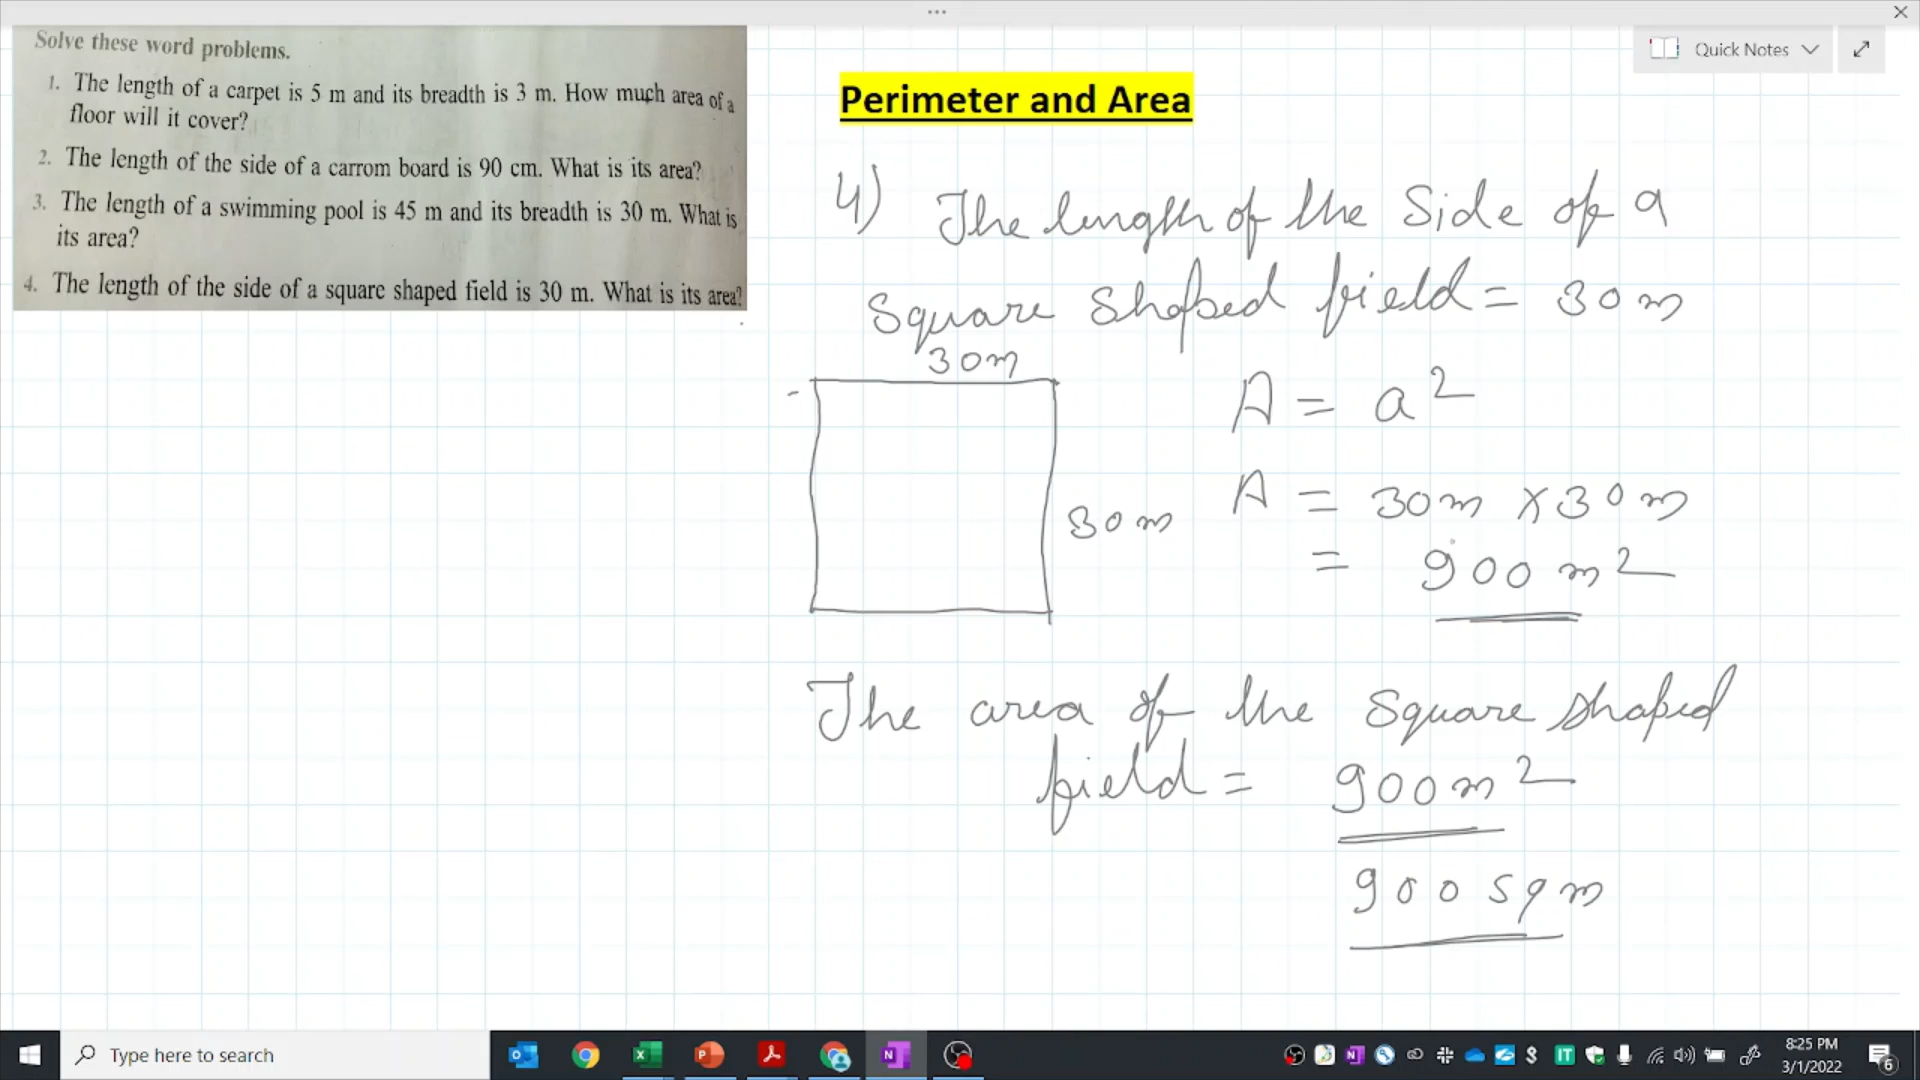 Solve these word problems.
1. The length of a carpet is 5 m and its breadth is 3 m. How much area of a
floor will it cover?
2. The length of the side of a carrom board is 90 cm. What is its area?
3. The length of a swimming pool is 45 m and its breadth is 30 m. What is
its area?
4. The length of the side of a square shaped field is 30 m. What is its area?
Quick Notes
Perimeter and Area
4) The length of the Side of a
Square Shaped field = 30 m
30m
30 m
A = a²
A = 30m × 30 m
= 900 m²
The area of the Square shaped
field = 900 m²
900 sq m
Type here to search
8:25 PM
3/1/2022
6